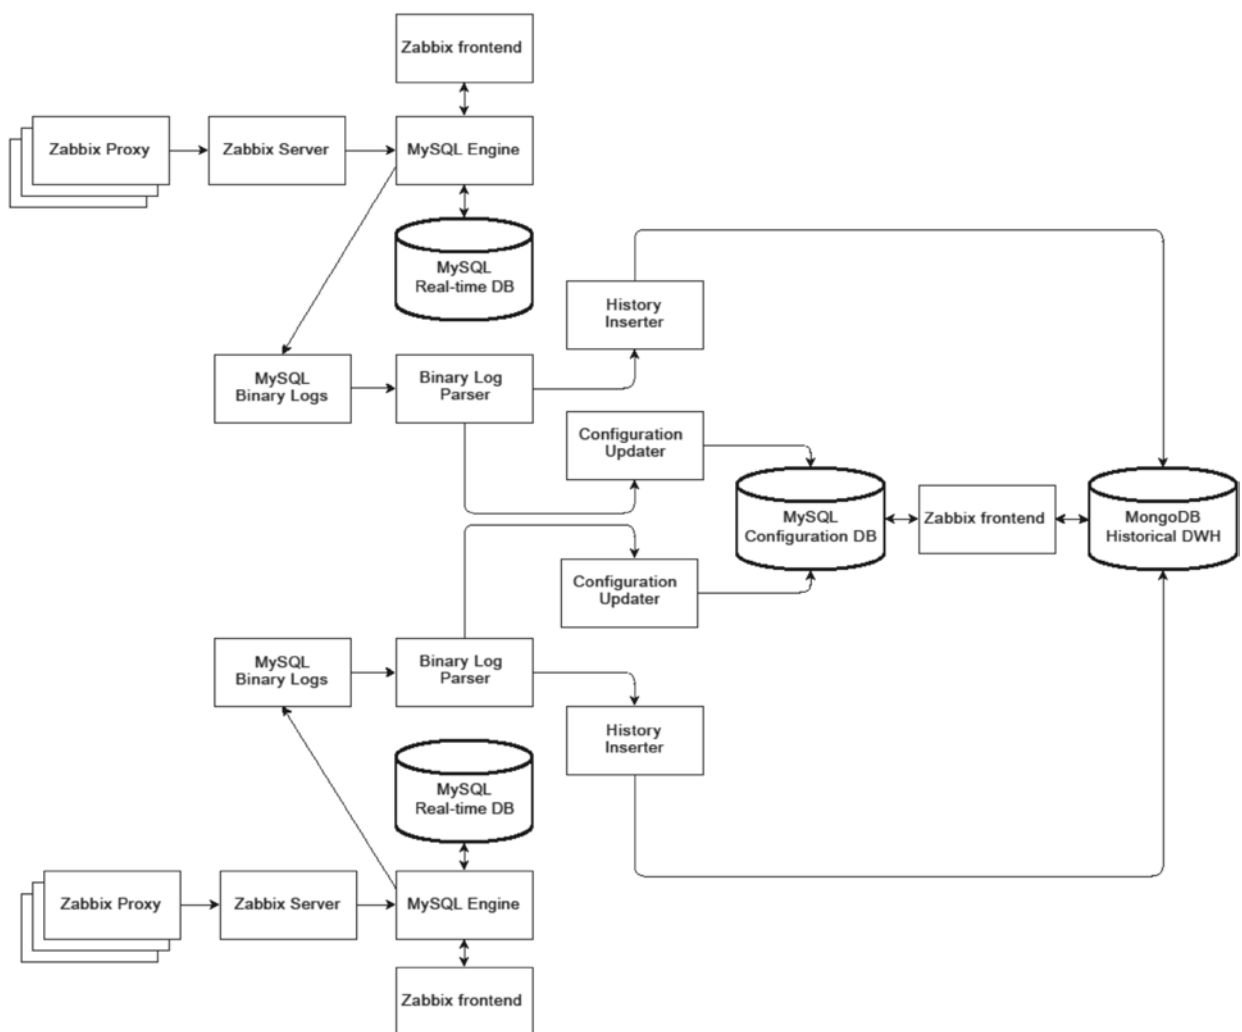 Zabbix frontend
Zabbix Proxy
Zabbix Server
MySQL Engine
MySQL
Real-time DB
History
Inserter
MySQL
Binary Logs
Binary Log
Parser
Configuration
Updater
MySQL
Configuration DB
Zabbix frontend
MongoDB
Historical DWH
Configuration
Updater
MySQL
Binary Logs
Binary Log
Parser
History
Inserter
MySQL
Real-time DB
Zabbix Proxy
Zabbix Server
MySQL Engine
Zabbix frontend